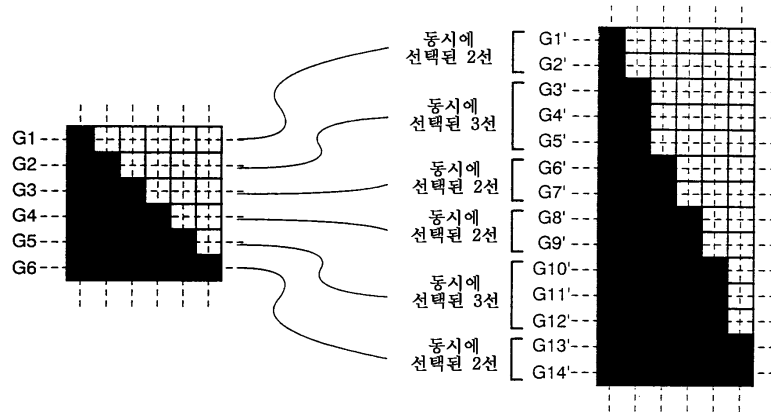 G1
G2
G3
G4
G5
G6
동시에
선택된 2선
동시에
선택된 3선
동시에
선택된 2선
동시에
선택된 2선
동시에
선택된 3선
동시에
선택된 2선
G1'
G2'
G3'
G4'
G5'
G6'
G7'
G8'
G9'
G10'
G11'
G12'
G13'
G14'